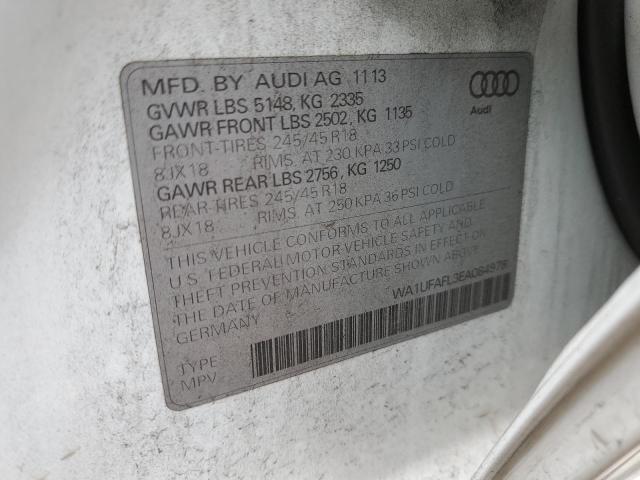 MFD. BY AUDI AG 11 13
GVWR LBS 5148, KG 2335
GAWR FRONT LBS 2502, KG 1135
FRONT-TIRES 245/45 R18
8JX18 RIMS. AT 230 KPA 33 PSI COLD
GAWR REAR LBS 2756, KG 1250
REAR-TIRES 245/45 R18
8JX18 RIMS. AT 250 KPA 36 PSI COLD
THIS VEHICLE CONFORMS TO ALL APPLICABLE
U.S. FEDERAL MOTOR-VEHICLE SAFETY AND
THEFT PREVENTION STANDARDS IN EFFECT ON
THE DATE OF MANUFACTURE SHOWN ABOVE
GERMANY
WA1UFAFL3EA084976
TYPE
MPV
Audi